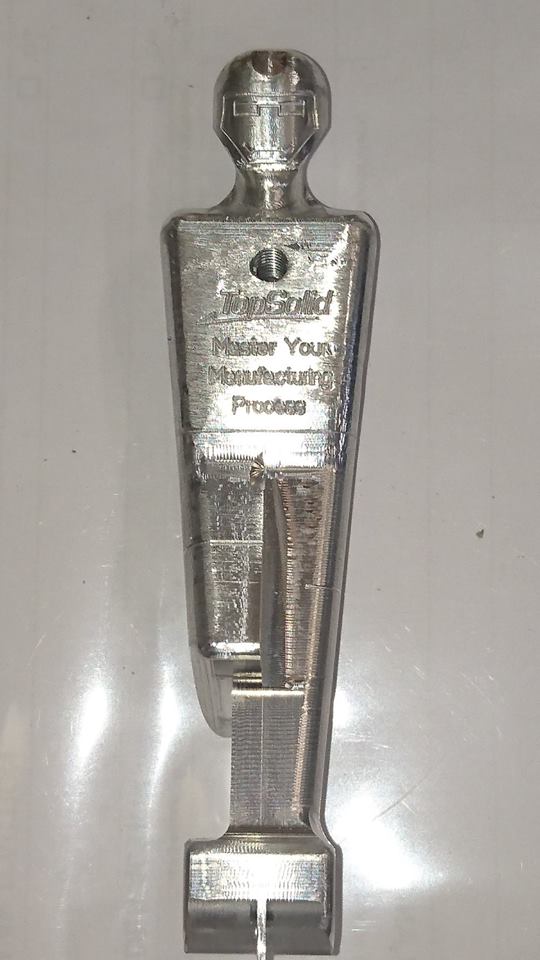 TopSolid
Master Your
Manufacturing
Process